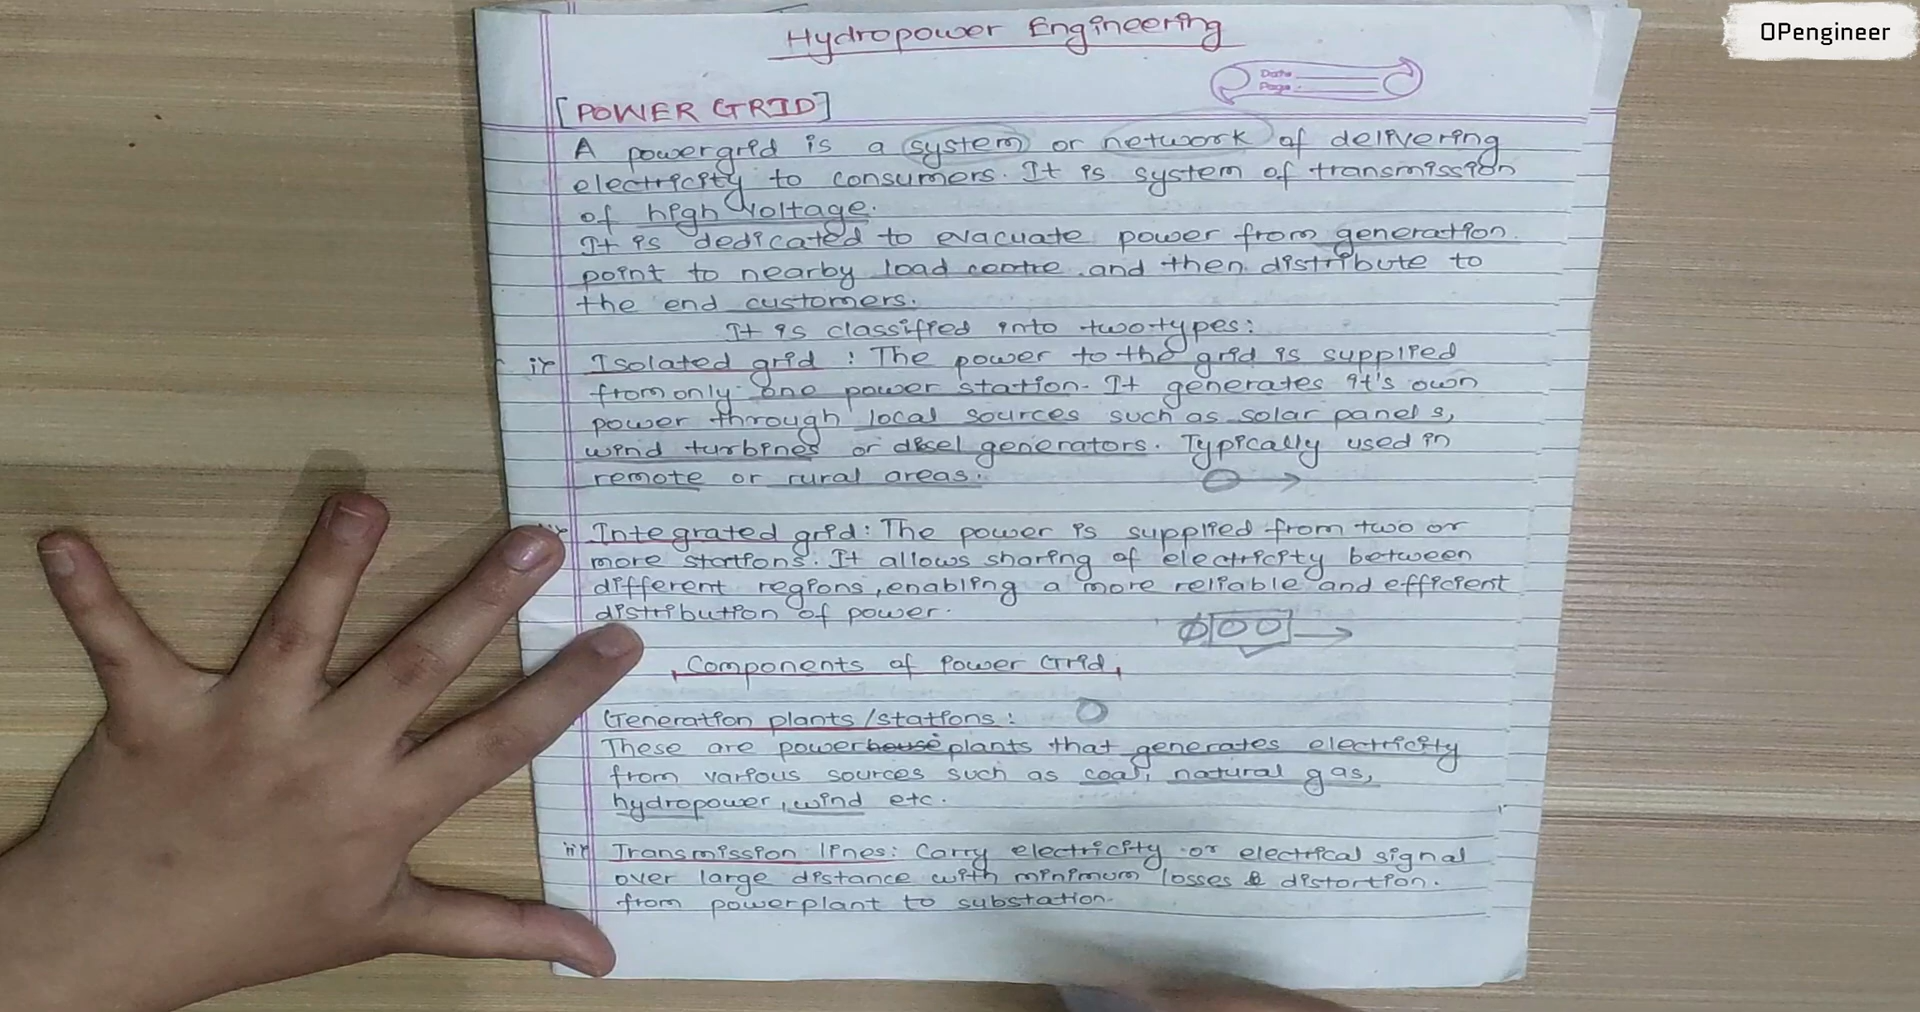 OPengineer
Hydropower Engineering
Date
Page
[POWER GRID]
A powergrid is a system or network of delivering
electricity to consumers. It is system of transmission
of high voltage.
It is dedicated to evacuate power from generation.
point to nearby load centre and then distribute to
the end customers.
It is classified into two types:
i) Isolated grid : The power to the grid is supplied
from only one power station. It generates it's own
power through local sources such as solar panels,
wind turbines or disel generators. Typically used in
remote or rural areas.
Integrated grid: The power is supplied from two or
more stations. It allows sharing of electricity between
different regions, enabling a more reliable and efficient
distribution of power.
Components of Power Grid
Generation plants/stations:
These are powerhouse plants that generates electricity
from various sources such as coal, natural gas,
hydropower, wind etc.
ii) Transmission lines: Carry electricity or electrical signal
over large distance with minimum losses & distortion.
from powerplant to substation.